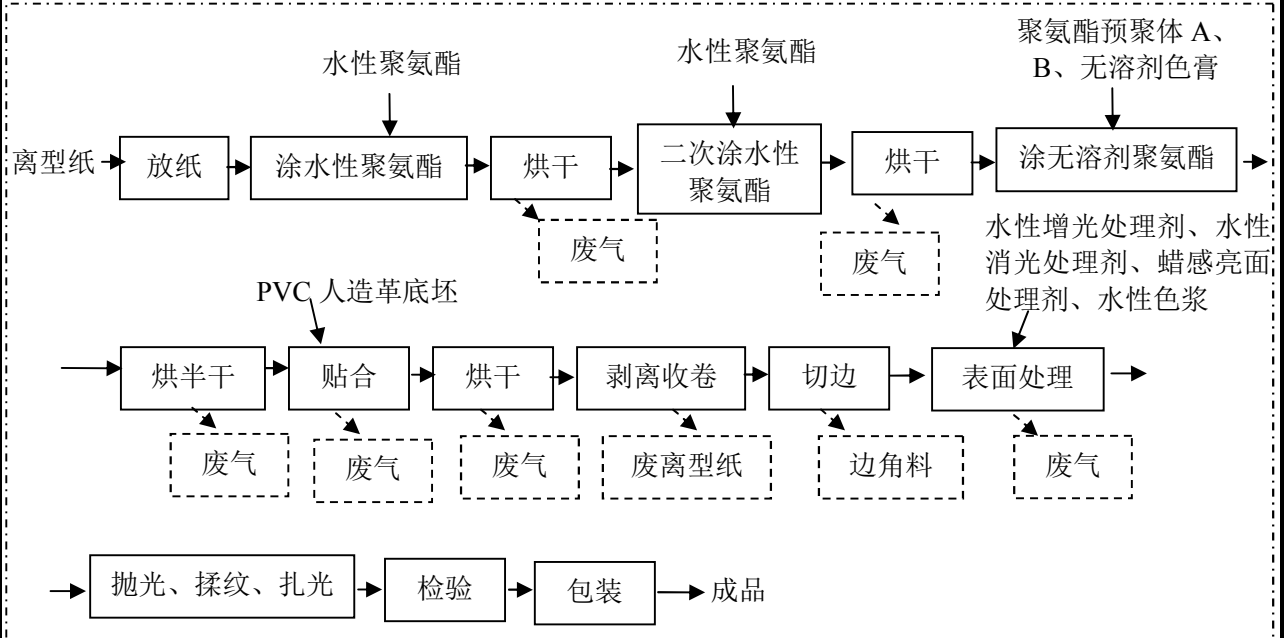 水性聚氨酯
水性聚氨酯
聚氨酯预聚体 A、
B、无溶剂色膏
离型纸
放纸
涂水性聚氨酯
烘干
二次涂水性
聚氨酯
烘干
涂无溶剂聚氨酯
废气
废气
水性增光处理剂、水性
消光处理剂、蜡感亮面
处理剂、水性色浆
PVC 人造革底坯
烘半干
贴合
烘干
剥离收卷
切边
表面处理
废气
废气
废气
废离型纸
边角料
废气
抛光、揉纹、扎光
检验
包装
成品